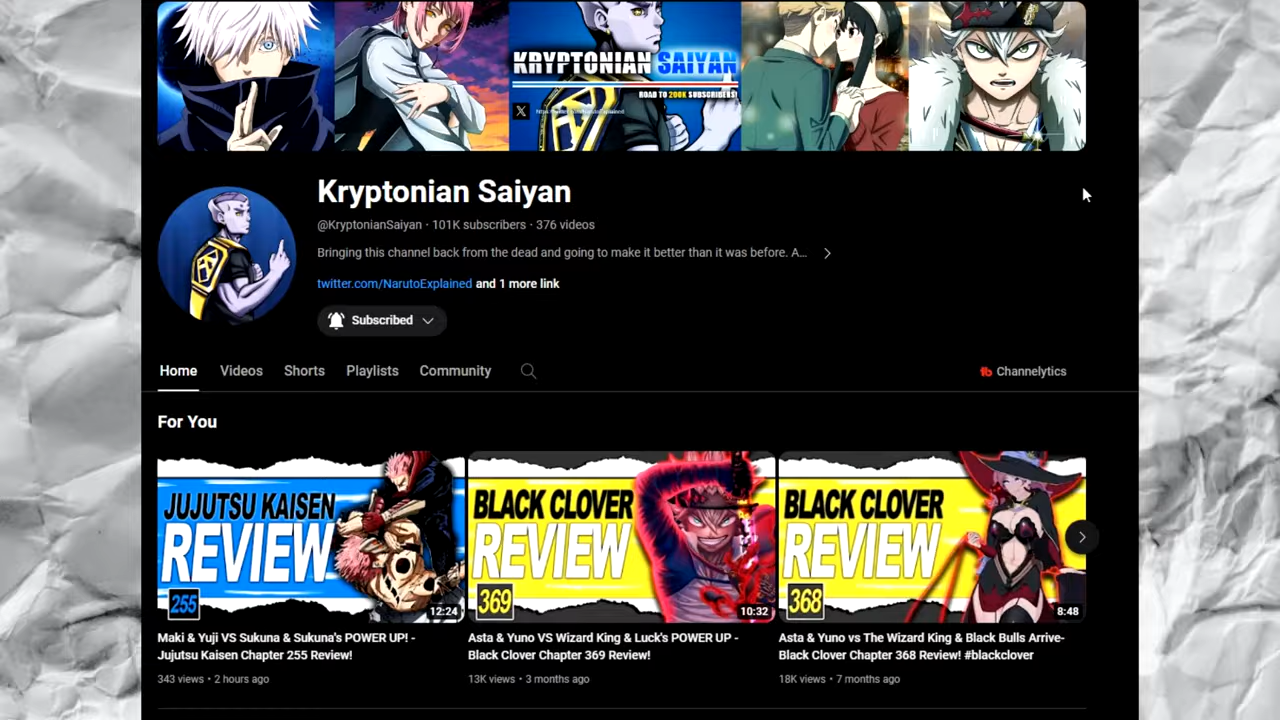 KRYPTONIAN SAIYAN
ROAD TO 200K SUBSCRIBERS!
Kryptonian Saiyan
@KryptonianSaiyan · 101K subscribers · 376 videos
Bringing this channel back from the dead and going to make it better than it was before. A...
twitter.com/NarutoExplained and 1 more link
Subscribed
Home Videos Shorts Playlists Community
Channelytics
For You
JUJUTSU KAISEN
REVIEW
255
12:24
BLACK CLOVER
REVIEW
369
10:32
BLACK CLOVER
REVIEW
368
8:48
Maki & Yuji VS Sukuna & Sukuna's POWER UP! -
Jujutsu Kaisen Chapter 255 Review!
343 views • 2 hours ago
Asta & Yuno VS Wizard King & Luck's POWER UP -
Black Clover Chapter 369 Review!
13K views • 3 months ago
Asta & Yuno vs The Wizard King & Black Bulls Arrive-
Black Clover Chapter 368 Review! #blackclover
18K views • 7 months ago